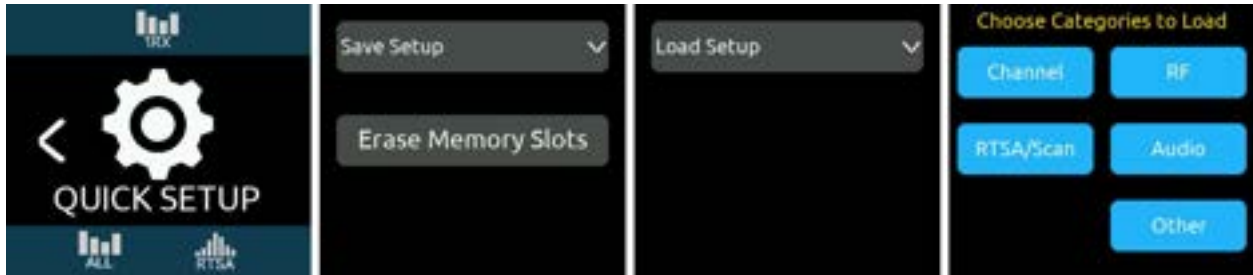 1RX
QUICK SETUP
ALL
RTSA
Save Setup
Erase Memory Slots
Load Setup
Choose Categories to Load
Channel
RF
RTSA/Scan
Audio
Other